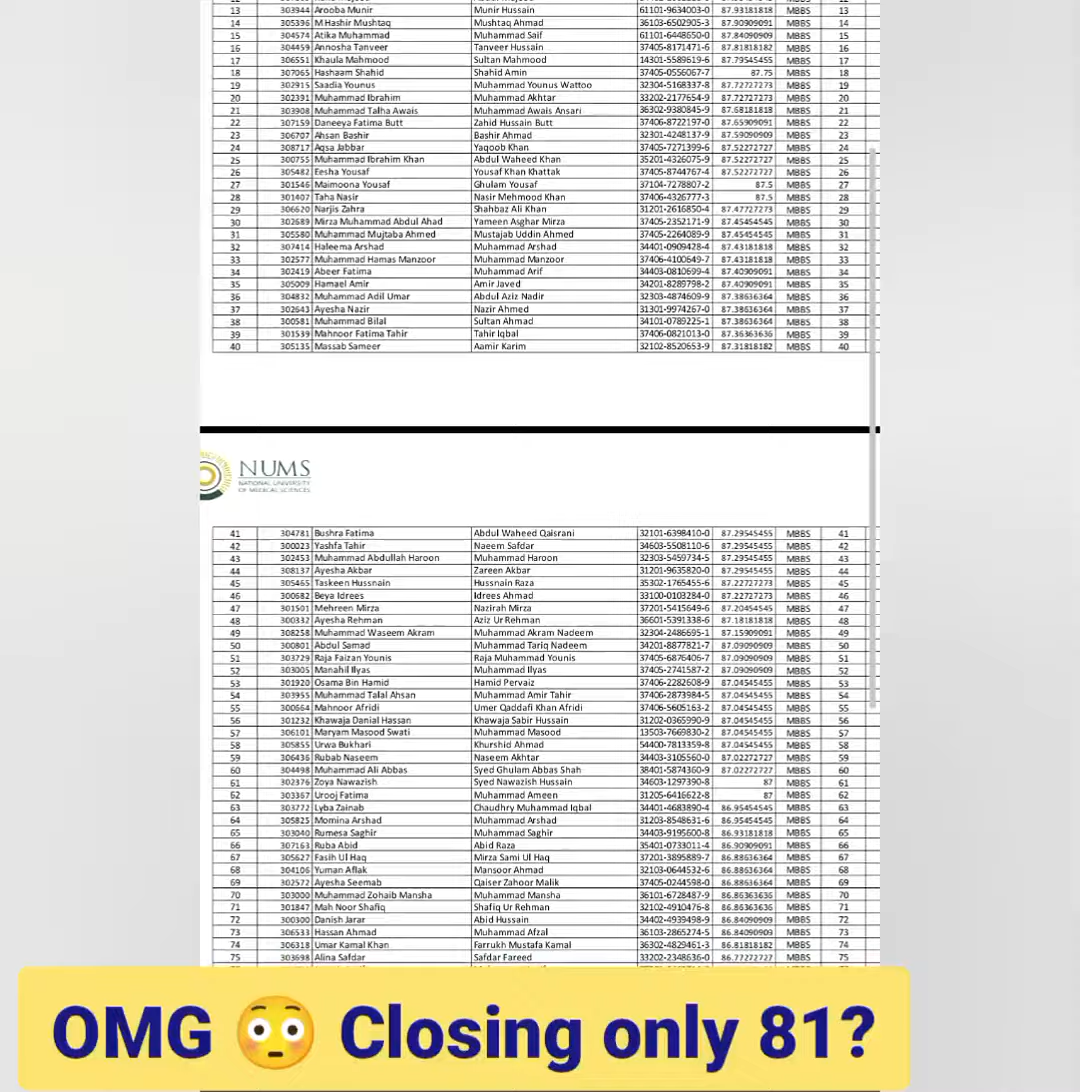 13 303944 Arooba Munir Munir Hussain 61101-9634003-0 87.93181818 MBBS 13
14 305396 M Hashir Mushtaq Mushtaq Ahmad 36103-6502905-3 87.90909091 MBBS 14
15 304574 Atika Muhammad Muhammad Saif 61101-6448650-0 87.84090909 MBBS 15
16 304459 Annosha Tanveer Tanveer Hussain 37405-8171471-6 87.81818182 MBBS 16
17 306551 Khaula Mahmood Sultan Mahmood 14301-5589619-6 87.79545455 MBBS 17
18 307065 Hashaam Shahid Shahid Amin 37405-0556067-7 87.75 MBBS 18
19 302915 Saadia Younus Muhammad Younus Wattoo 32304-5168337-8 87.72727273 MBBS 19
20 302391 Muhammad Ibrahim Muhammad Akhtar 33202-2177654-9 87.72727273 MBBS 20
21 303908 Muhammad Talha Awais Muhammad Awais Ansari 36302-9380845-9 87.68181818 MBBS 21
22 307159 Daneeya Fatima Butt Zahid Hussain Butt 37406-8722197-0 87.65909091 MBBS 22
23 306707 Ahsan Bashir Bashir Ahmad 32301-4248137-9 87.59090909 MBBS 23
24 308717 Aqsa Jabbar Yaqoob Khan 37405-7271399-6 87.52272727 MBBS 24
25 300755 Muhammad Ibrahim Khan Abdul Waheed Khan 35201-4326075-9 87.52272727 MBBS 25
26 305482 Eesha Yousaf Yousaf Khan Khattak 37405-8744767-4 87.52272727 MBBS 26
27 301546 Maimoona Yousaf Ghulam Yousaf 37104-7278807-2 87.5 MBBS 27
28 301407 Taha Nasir Nasir Mehmood Khan 37406-4326777-3 87.5 MBBS 28
29 306620 Narjis Zahra Shahbaz Ali Khan 31201-2616850-4 87.47727273 MBBS 29
30 302689 Mirza Muhammad Abdul Ahad Yameen Asghar Mirza 37405-2352171-9 87.45454545 MBBS 30
31 305580 Muhammad Mujtaba Ahmed Mustajab Uddin Ahmed 37405-2264089-9 87.45454545 MBBS 31
32 307414 Haleema Arshad Muhammad Arshad 34401-0909428-4 87.43181818 MBBS 32
33 302577 Muhammad Hamas Manzoor Muhammad Manzoor 37406-4100649-7 87.43181818 MBBS 33
34 302419 Abeer Fatima Muhammad Arif 34403-0810699-4 87.40909091 MBBS 34
35 305009 Hamael Amir Amir Javed 34201-8289798-2 87.40909091 MBBS 35
36 304832 Muhammad Adil Umar Abdul Aziz Nadir 32303-4874609-9 87.38636364 MBBS 36
37 302643 Ayesha Nazir Nazir Ahmed 31301-9974267-0 87.38636364 MBBS 37
38 300581 Muhammad Bilal Sultan Ahmad 34101-0789225-1 87.38636364 MBBS 38
39 301539 Mahnoor Fatima Tahir Tahir Iqbal 37406-0821013-0 87.36363636 MBBS 39
40 305135 Massab Sameer Aamir Karim 32102-8520653-9 87.31818182 MBBS 40
NUMS
NATIONAL UNIVERSITY
OF MEDICAL SCIENCES
41 304781 Bushra Fatima Abdul Waheed Qaisrani 32101-6398410-0 87.29545455 MBBS 41
42 300023 Yashfa Tahir Naeem Safdar 34603-5508110-6 87.29545455 MBBS 42
43 302453 Muhammad Abdullah Haroon Muhammad Haroon 32303-5459734-5 87.29545455 MBBS 43
44 308137 Ayesha Akbar Zareen Akbar 31201-9635820-0 87.29545455 MBBS 44
45 305465 Taskeen Hussnain Hussnain Raza 35302-1765455-6 87.22727273 MBBS 45
46 300682 Beya Idrees Idrees Ahmad 33100-0103284-0 87.22727273 MBBS 46
47 301501 Mehreen Mirza Nazirah Mirza 37201-5415649-6 87.20454545 MBBS 47
48 300332 Ayesha Rehman Aziz Ur Rehman 36601-5391338-6 87.18181818 MBBS 48
49 308258 Muhammad Waseem Akram Muhammad Akram Nadeem 32304-2486695-1 87.15909091 MBBS 49
50 300801 Abdul Samad Muhammad Tariq Nadeem 34201-8877821-7 87.09090909 MBBS 50
51 303729 Raja Faizan Younis Raja Muhammad Younis 37405-6876406-7 87.09090909 MBBS 51
52 303005 Manahil Ilyas Muhammad Ilyas 37405-2741587-2 87.09090909 MBBS 52
53 301920 Osama Bin Hamid Hamid Pervaiz 37406-2282608-9 87.04545455 MBBS 53
54 303955 Muhammad Talal Ahsan Muhammad Amir Tahir 37406-2873984-5 87.04545455 MBBS 54
55 300664 Mahnoor Afridi Umer Qaddafi Khan Afridi 37406-5605163-2 87.04545455 MBBS 55
56 301232 Khawaja Danial Hassan Khawaja Sabir Hussain 31202-0365990-9 87.04545455 MBBS 56
57 306101 Maryam Masood Swati Muhammad Masood 13503-7669830-2 87.04545455 MBBS 57
58 305855 Urwa Bukhari Khurshid Ahmad 54400-7813359-8 87.04545455 MBBS 58
59 306436 Rubab Naseem Naseem Akhtar 34403-3105560-0 87.02272727 MBBS 59
60 304498 Muhammad Ali Abbas Syed Ghulam Abbas Shah 38401-5874360-9 87.02272727 MBBS 60
61 302376 Zoya Nawazish Syed Nawazish Hussain 34603-1297390-8 87 MBBS 61
62 303367 Urooj Fatima Muhammad Ameen 31205-6416622-8 87 MBBS 62
63 303772 Lyba Zainab Chaudhry Muhammad Iqbal 34401-4683890-4 86.95454545 MBBS 63
64 305825 Momina Arshad Muhammad Arshad 31203-8548631-6 86.95454545 MBBS 64
65 303040 Rumesa Saghir Muhammad Saghir 34403-9195600-8 86.93181818 MBBS 65
66 307163 Ruba Abid Abid Raza 35401-0733011-4 86.90909091 MBBS 66
67 305627 Fasih Ul Haq Mirza Sami Ul Haq 37201-3895889-7 86.88636364 MBBS 67
68 304106 Yuman Aflak Mansoor Ahmad 32103-0644532-6 86.88636364 MBBS 68
69 302572 Ayesha Seemab Qaiser Zahoor Malik 37405-0244598-0 86.88636364 MBBS 69
70 303000 Muhammad Zohaib Mansha Muhammad Mansha 36101-6728487-9 86.86363636 MBBS 70
71 301847 Mah Noor Shafiq Shafiq Ur Rehman 32102-4910476-8 86.86363636 MBBS 71
72 300300 Danish Jarar Abid Hussain 34402-4939498-9 86.84090909 MBBS 72
73 306533 Hassan Ahmad Muhammad Afzal 36103-2865274-5 86.84090909 MBBS 73
74 306318 Umar Kamal Khan Farrukh Mustafa Kamal 36302-4829461-3 86.81818182 MBBS 74
75 303698 Alina Safdar Safdar Fareed 33202-2348636-0 86.77272727 MBBS 75
OMG 😳 Closing only 81?